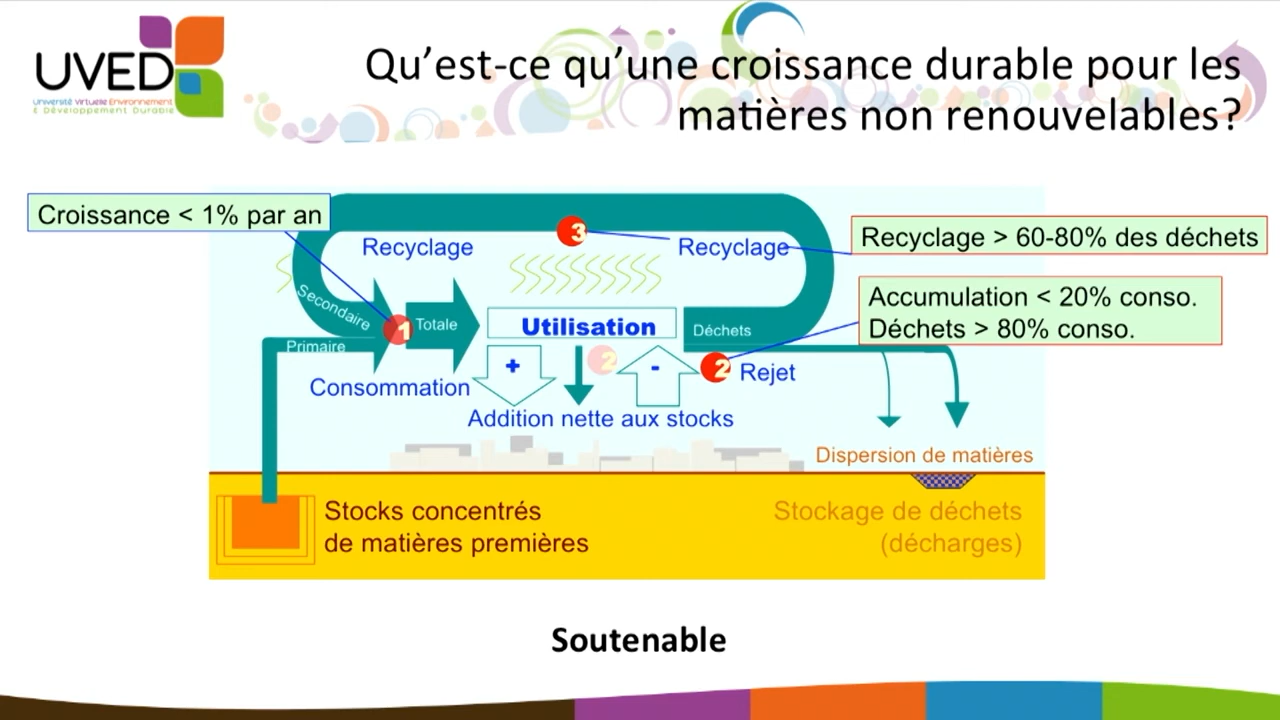 UVED
Université Virtuelle Environnement
& Développement Durable
Qu’est-ce qu’une croissance durable pour les
matières non renouvelables?
Croissance < 1% par an
3
Recyclage
Recyclage
Recyclage > 60-80% des déchets
Secondaire
Accumulation < 20% conso.
Déchets > 80% conso.
1
Totale
Utilisation
Déchets
Primaire
+
2
-
2
Rejet
Consommation
Addition nette aux stocks
Dispersion de matières
Stocks concentrés
de matières premières
Stockage de déchets
(décharges)
Soutenable